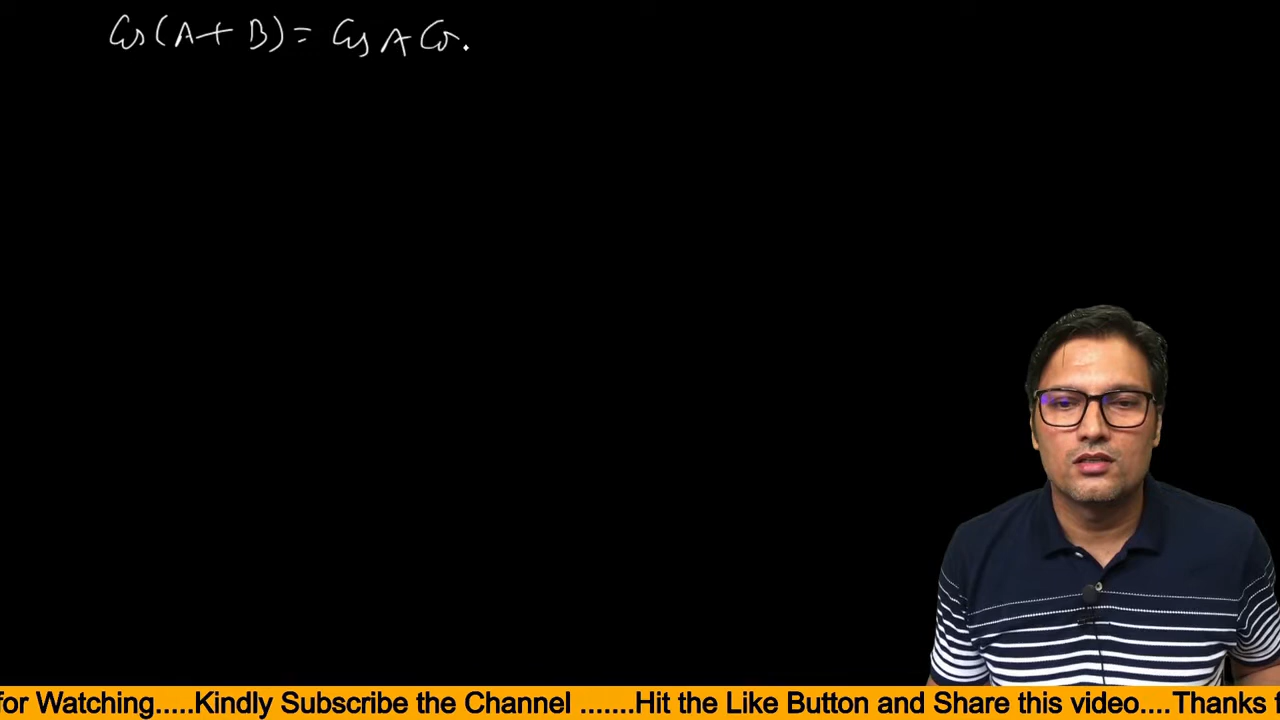 Cos(A+B)= Cos A Co
for Watching.....Kindly Subscribe the Channel .......Hit the Like Button and Share this video....Thanks